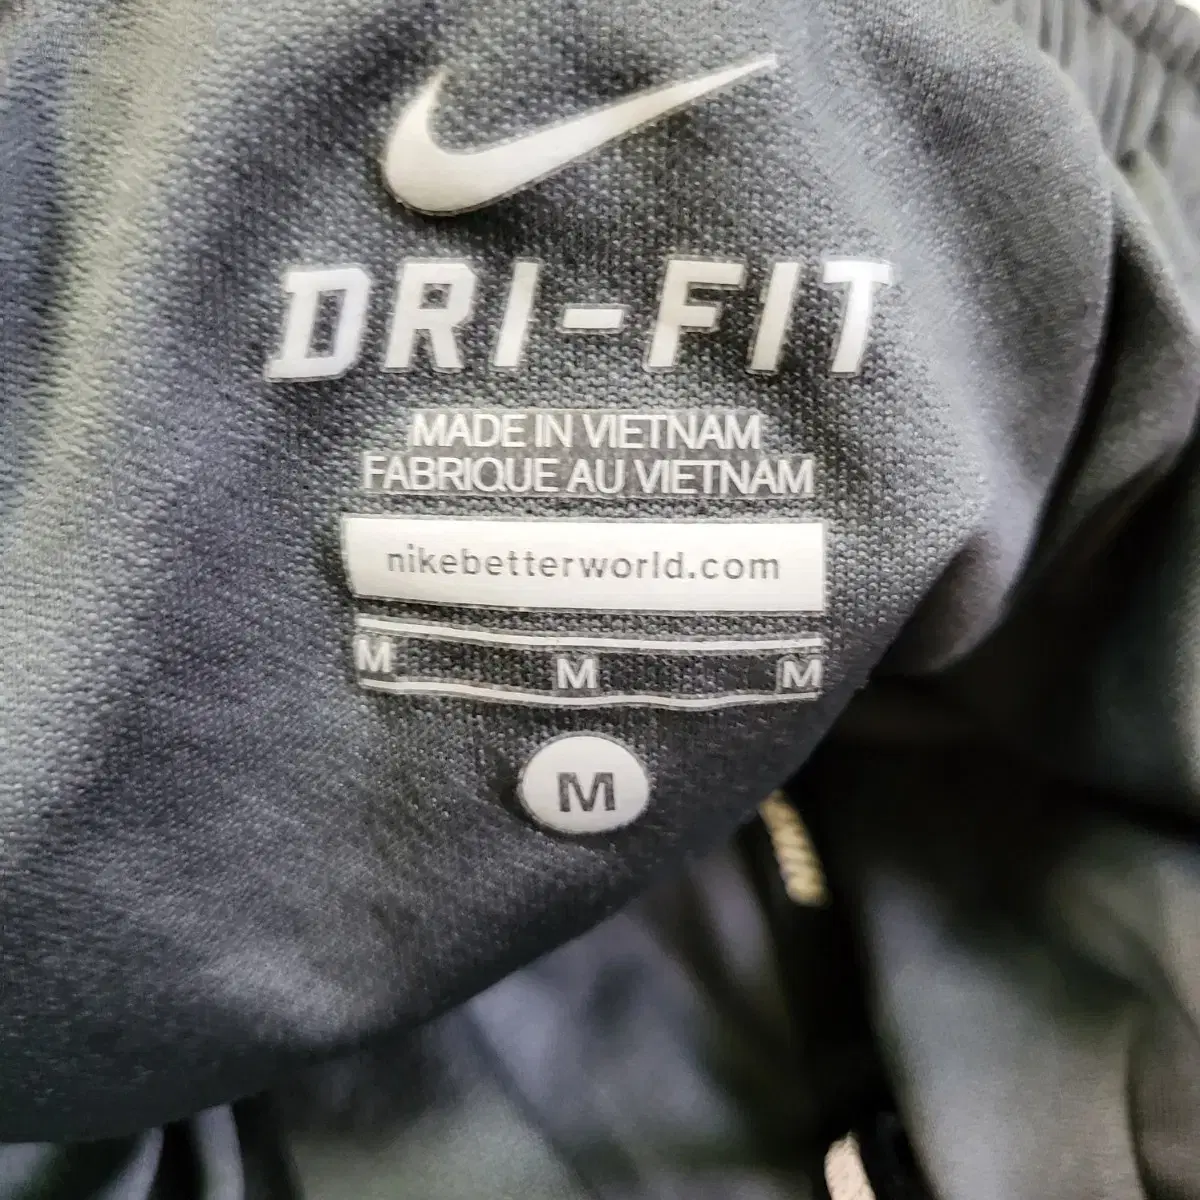 DRI-FIT
MADE IN VIETNAM
FABRIQUE AU VIETNAM
nikebetterworld.com
M M M
M